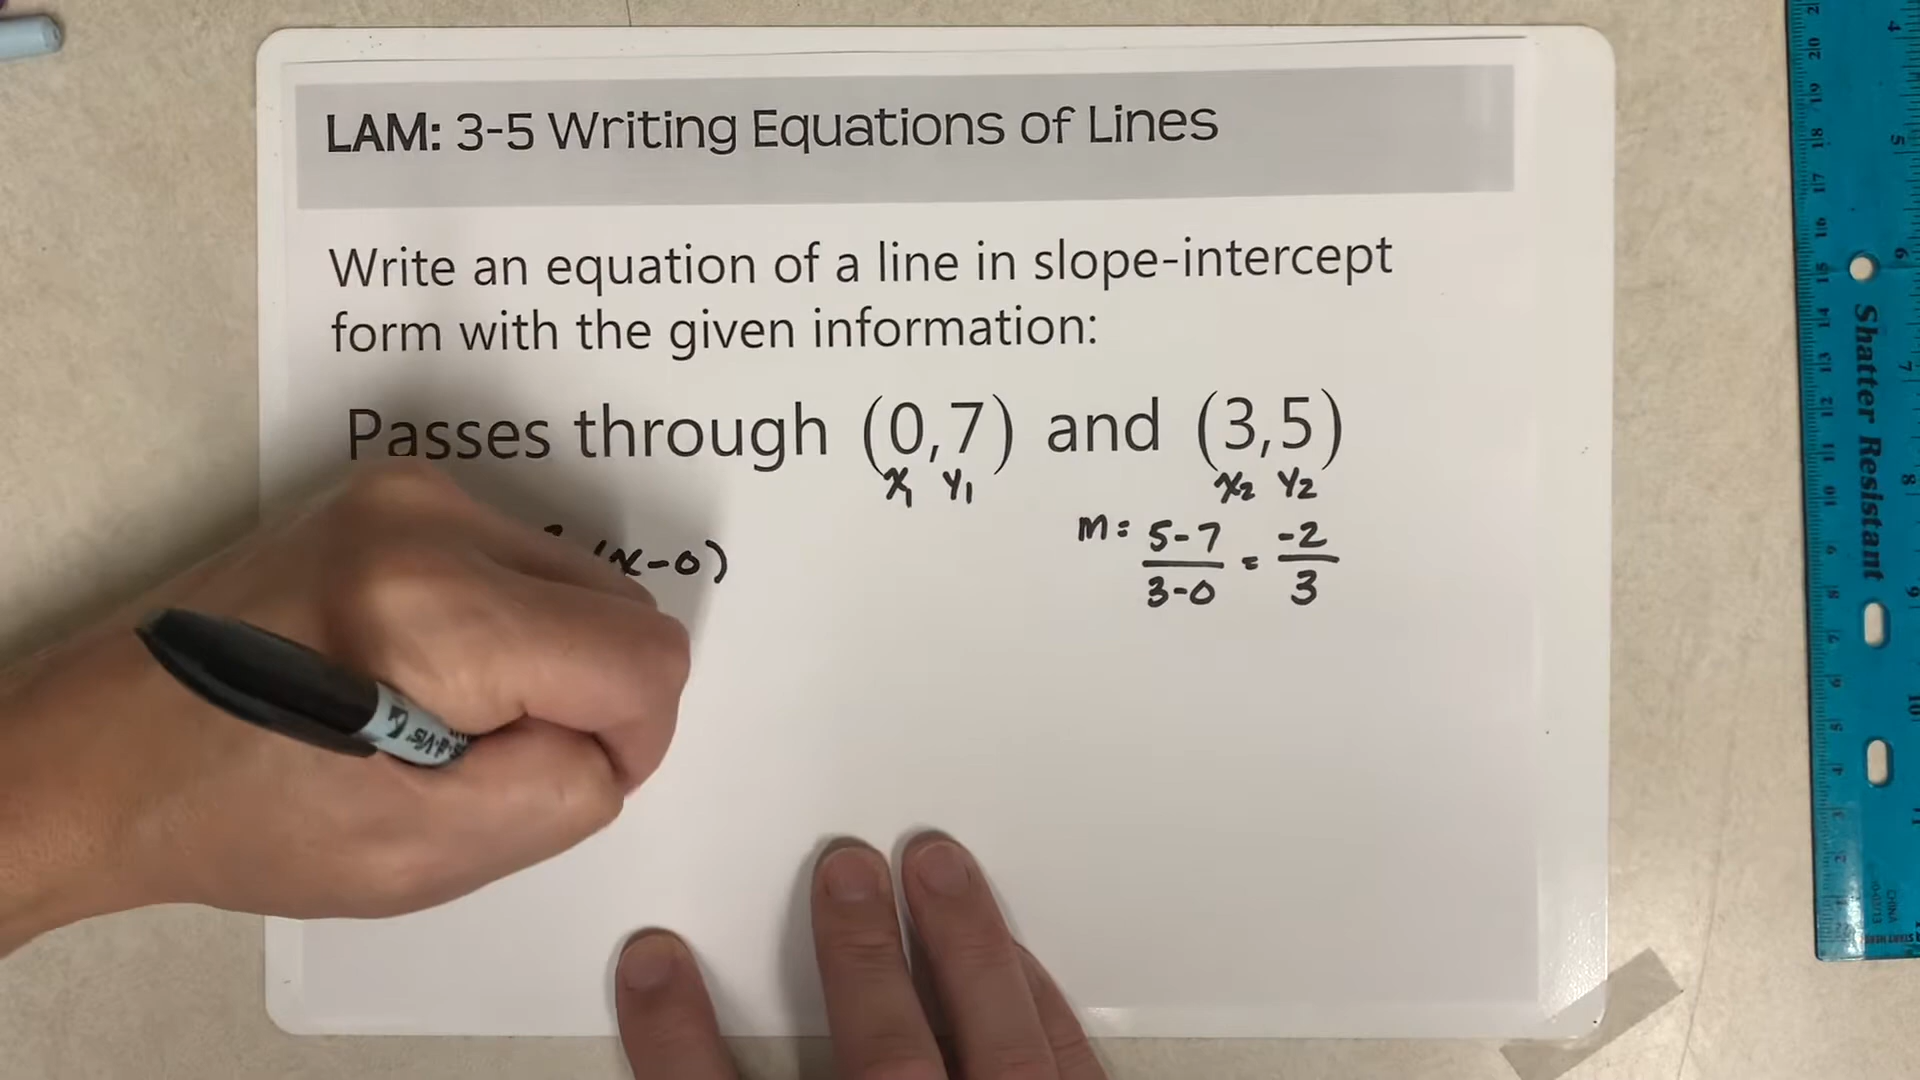 LAM: 3-5 Writing Equations of Lines
Write an equation of a line in slope-intercept
form with the given information:
Passes through (0,7) and (3,5)
x₁ y₁ x₂ y₂
(x-0)
m = 5-7/3-0 = -2/3
Shatter Resistant